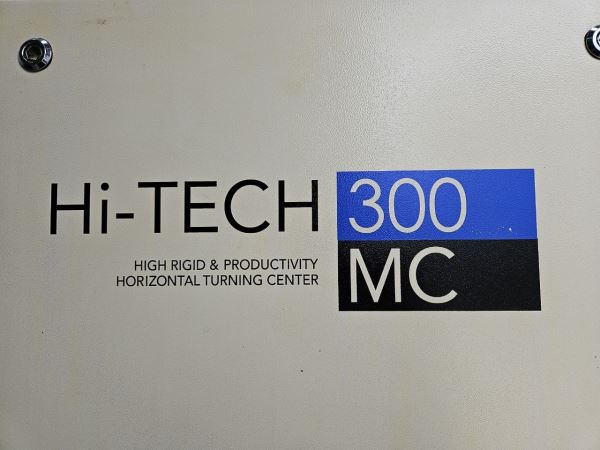 Hi-TECH 300
MC
HIGH RIGID & PRODUCTIVITY
HORIZONTAL TURNING CENTER